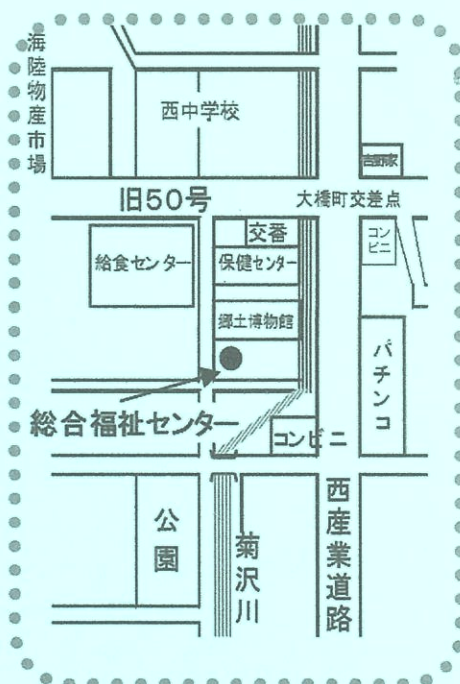 海陸物産市場
西中学校
吉野家
旧50号
大橋町交差点
交番
コンビニ
給食センター
保健センター
郷土博物館
パチンコ
総合福祉センター
コンビニ
公園
菊沢川
西産業道路